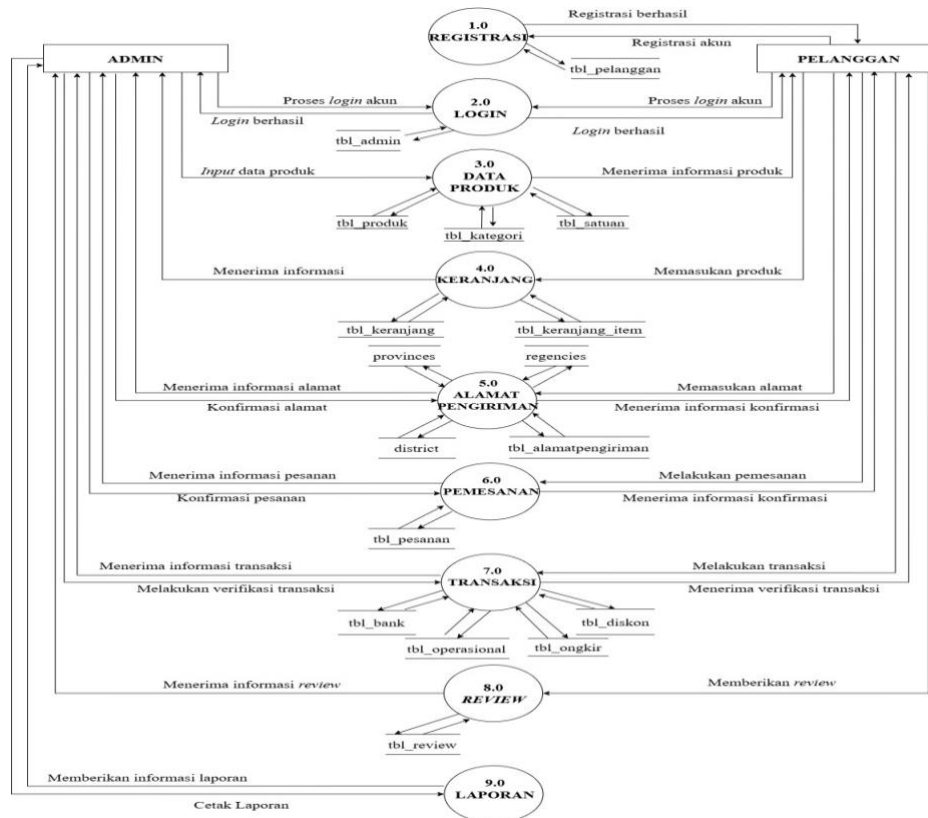 1.0
REGISTRASI
Registrasi berhasil
Registrasi akun
tbl_pelanggan
ADMIN
PELANGGAN
Proses login akun
Login berhasil
2.0
LOGIN
Proses login akun
Login berhasil
tbl_admin
Input data produk
3.0
DATA
PRODUK
Menerima informasi produk
tbl_produk
tbl_kategori
tbl_satuan
Menerima informasi
4.0
KERANJANG
Memasukan produk
tbl_keranjang
tbl_keranjang_item
provinces
regencies
Menerima informasi alamat
Konfirmasi alamat
5.0
ALAMAT
PENGIRIMAN
Memasukan alamat
Menerima informasi konfirmasi
district
tbl_alamatpengiriman
Menerima informasi pesanan
Konfirmasi pesanan
6.0
PEMESANAN
Melakukan pemesanan
Menerima informasi konfirmasi
tbl_pesanan
Menerima informasi transaksi
Melakukan verifikasi transaksi
7.0
TRANSAKSI
Melakukan transaksi
Menerima verifikasi transaksi
tbl_bank
tbl_operasional
tbl_ongkir
tbl_diskon
Menerima informasi review
8.0
REVIEW
Memberikan review
tbl_review
Memberikan informasi laporan
Cetak Laporan
9.0
LAPORAN